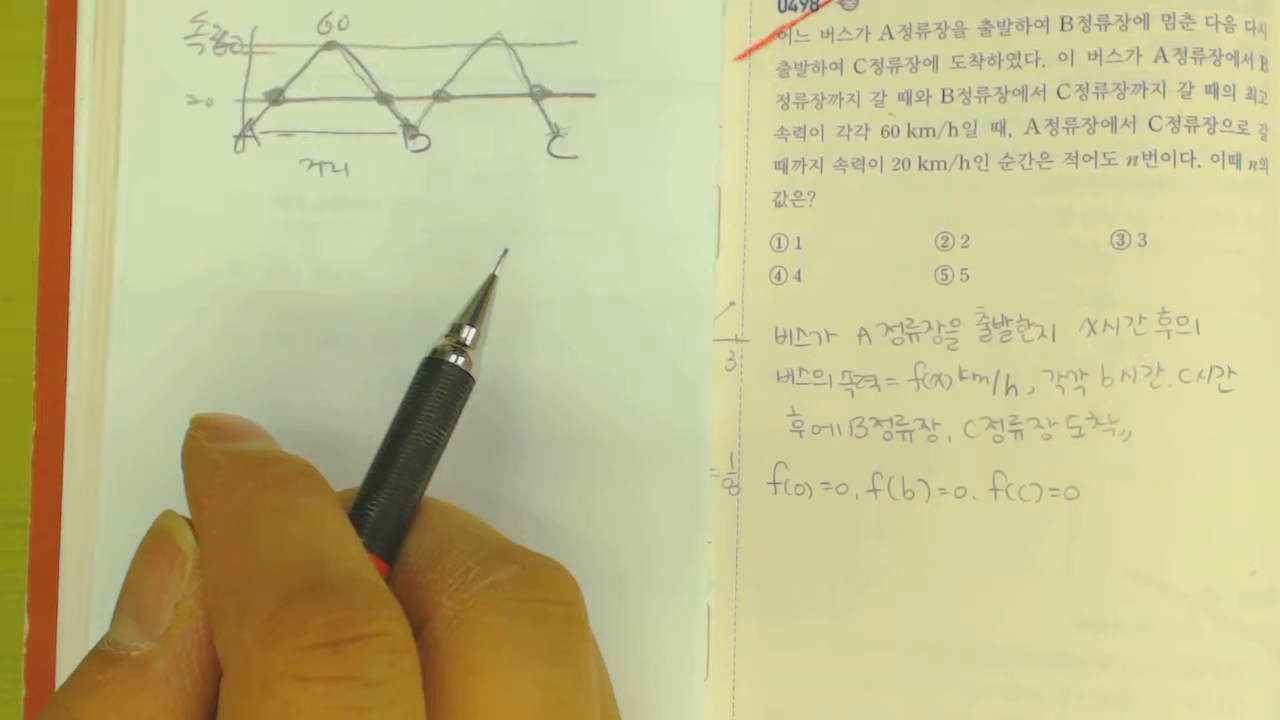 속력
60
60
20
A
B
C
거리
0498
어느 버스가 A정류장을 출발하여 B정류장에 멈춘 다음 다시
출발하여 C정류장에 도착하였다. 이 버스가 A정류장에서 B
정류장까지 갈 때와 B정류장에서 C정류장까지 갈 때의 최고
속력이 각각 60 km/h일 때, A정류장에서 C정류장으로 갈
때까지 속력이 20 km/h인 순간은 적어도 n번이다. 이때 n의
값은?
① 1 ② 2 ③ 3
④ 4 ⑤ 5
버스가 A정류장을 출발한지 x시간 후의
버스의 속력= f(x)km/h, 각각 b시간, c시간
후에 B정류장, C정류장 도착,,
f(0)=0, f(b)=0, f(c)=0
3
= 1/8